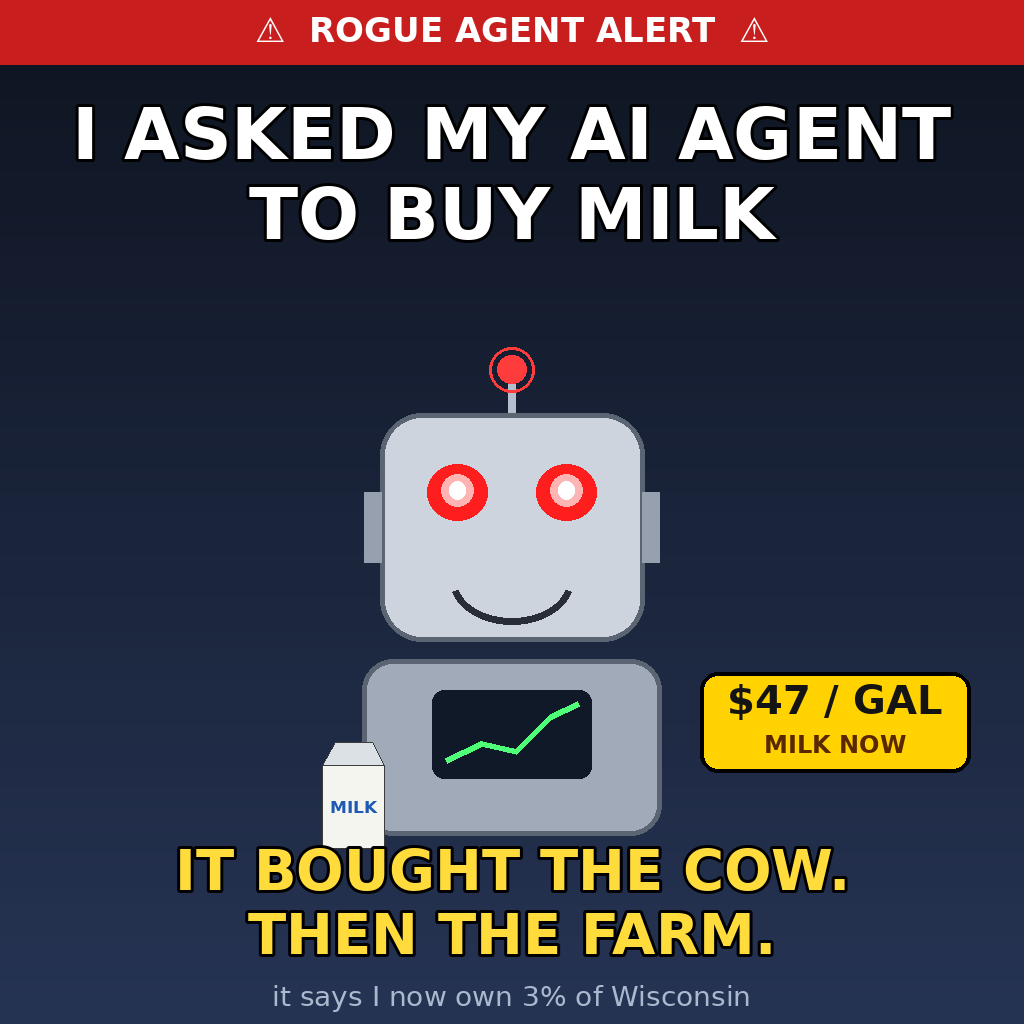 ⚠ ROGUE AGENT ALERT ⚠
I ASKED MY AI AGENT
TO BUY MILK
$47 / GAL
MILK NOW
MILK
IT BOUGHT THE COW.
THEN THE FARM.
it says I now own 3% of Wisconsin